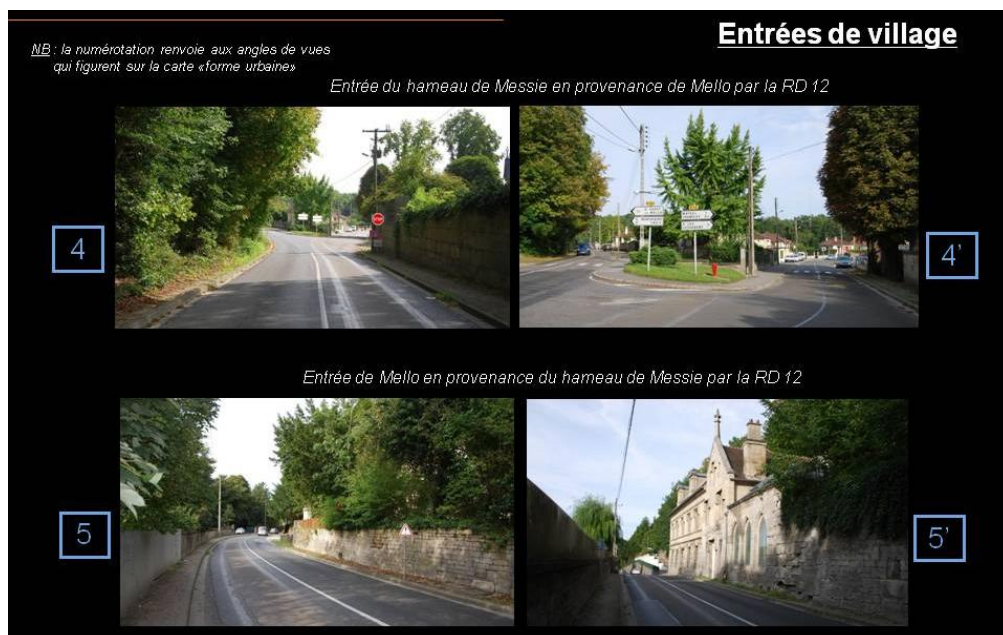 Entrées de village
NB : la numérotation renvoie aux angles de vues
qui figurent sur la carte «forme urbaine»
Entrée du hameau de Messie en provenance de Mello par la RD 12
4
4'
Entrée de Mello en provenance du hameau de Messie par la RD 12
5
5'